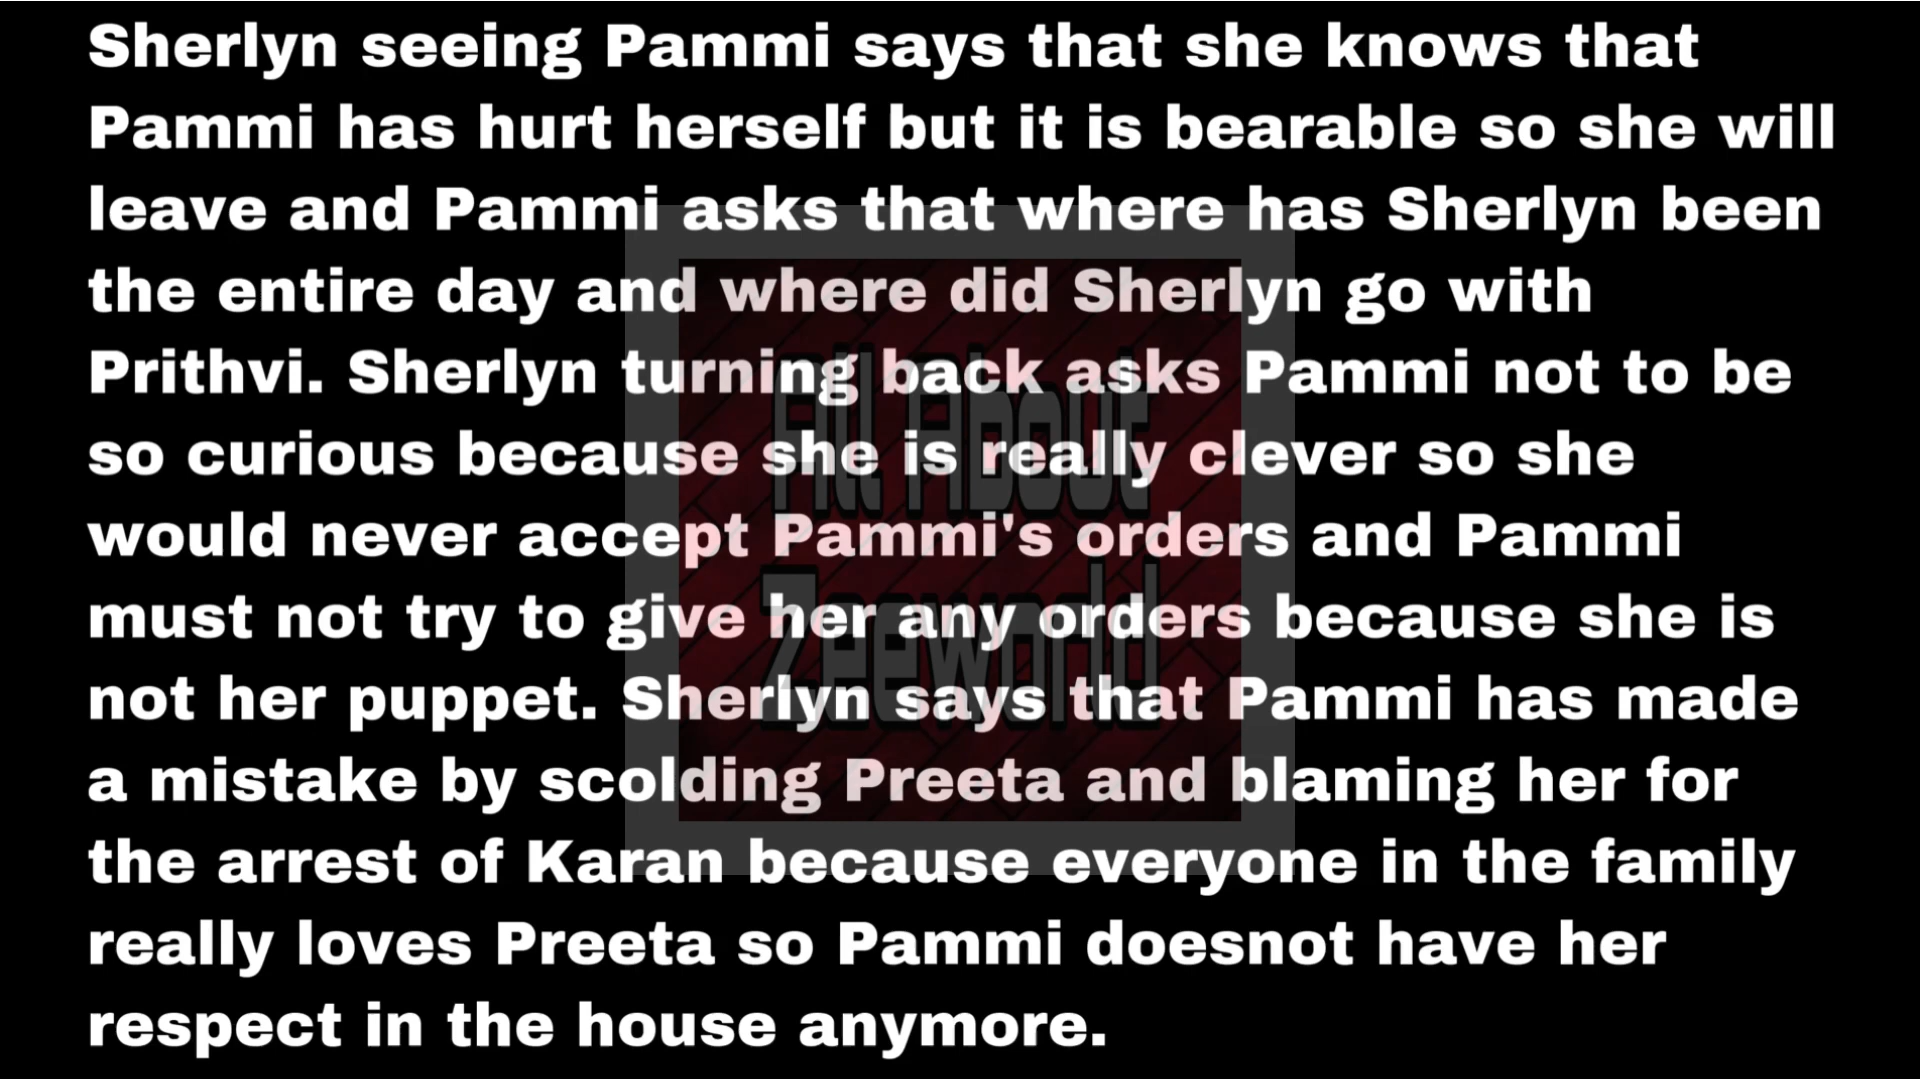 Sherlyn seeing Pammi says that she knows that
Pammi has hurt herself but it is bearable so she will
leave and Pammi asks that where has Sherlyn been
the entire day and where did Sherlyn go with
Prithvi. Sherlyn turning back asks Pammi not to be
so curious because she is really clever so she
would never accept Pammi's orders and Pammi
must not try to give her any orders because she is
not her puppet. Sherlyn says that Pammi has made
a mistake by scolding Preeta and blaming her for
the arrest of Karan because everyone in the family
really loves Preeta so Pammi doesnot have her
respect in the house anymore.
All About
Zeeworld